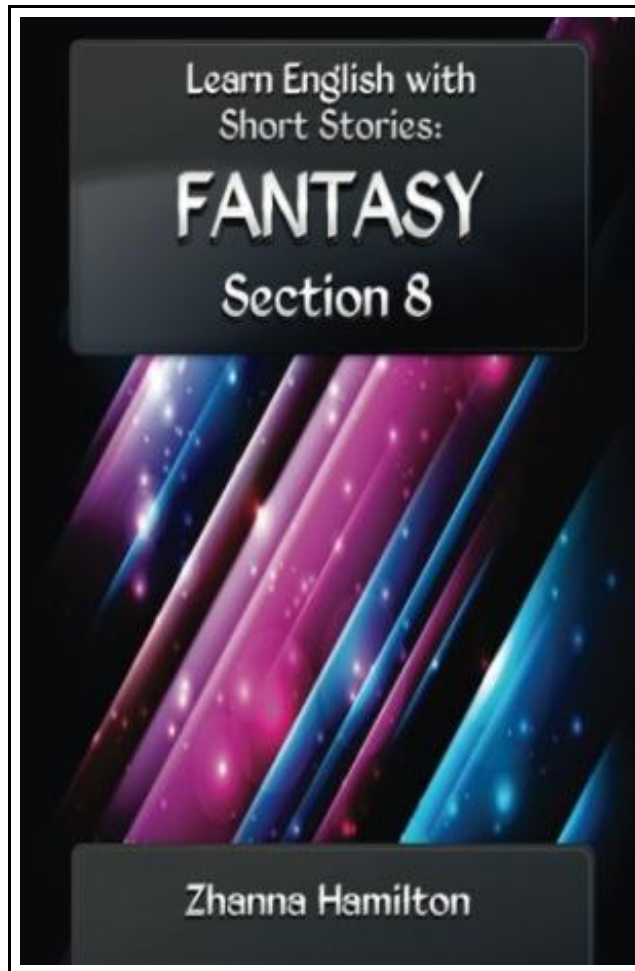 Learn English with
Short Stories:
FANTASY
Section 8
Zhanna Hamilton